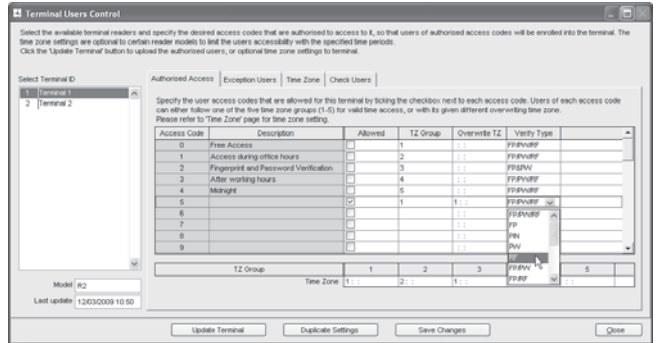 Terminal Users Control
Select the available terminal readers and specify the desired access codes that are authorised to access to it, so that users of authorised access codes will be enrolled into the terminal. The
time zone settings are optional to certain reader models to limit the users accessibility with the specified time periods.
Click the 'Update Terminal' button to upload the authorised users, or optional time zone settings to terminal.
Select Terminal ID
1 Terminal 1
2 Terminal 2
Authorised Access Exception Users Time Zone Check Users
Specify the user access codes that are allowed for this terminal by ticking the checkbox next to each access code. Users of each access code
can either follow one of the five time zone groups (1-5) for valid time access, or with its given different overwriting time zone.
Please refer to 'Time Zone' page for time zone setting.
Access Code Description Allowed TZ Group Overwrite TZ Verify Type
0 Free Access 1 : : FP/PW/RF
1 Access during office hours 2 : : FP/PW/RF
2 Fingerprint and Password Verification 3 : : FP&PW
3 After working hours 4 : : FP/PW/RF
4 Midnight 5 : : FP/PW/RF
5 1 1 : : FP/PW/RF
6 : : FP/PW/RF
7 : : FP
8 : : PIN
9 : : PW
RF
FP/PW
FP/RF
TZ Group 1 2 3 5
Time Zone 1 : : 2 : : 1 : : : :
Model R2
Last update 12/03/2009 10:50
Update Terminal Duplicate Settings Save Changes Close